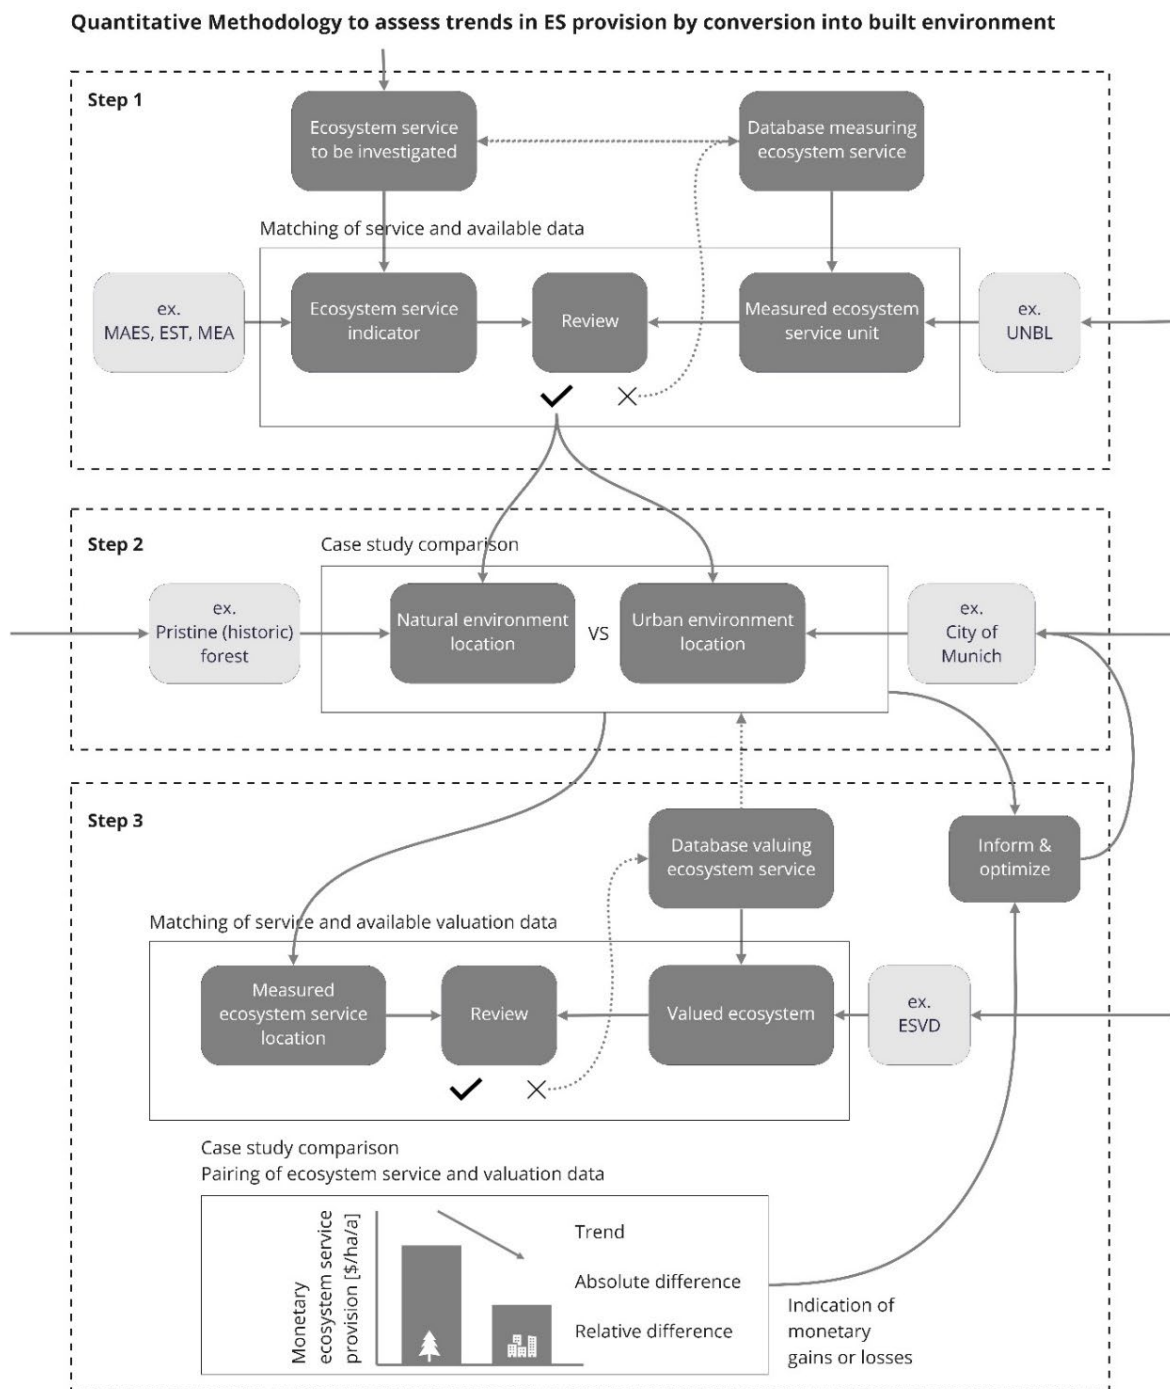 Quantitative Methodology to assess trends in ES provision by conversion into built environment
Step 1
Ecosystem service
to be investigated
Database measuring
ecosystem service
Matching of service and available data
ex.
MAES, EST, MEA
Ecosystem service
indicator
Review
Measured ecosystem
service unit
ex.
UNBL
Step 2
Case study comparison
ex.
Pristine (historic)
forest
Natural environment
location
VS
Urban environment
location
ex.
City of
Munich
Step 3
Database valuing
ecosystem service
Inform &
optimize
Matching of service and available valuation data
Measured
ecosystem service
location
Review
Valued ecosystem
ex.
ESVD
Case study comparison
Pairing of ecosystem service and valuation data
Monetary
ecosystem service
provision [$/ha/a]
Trend
Absolute difference
Relative difference
Indication of
monetary
gains or losses